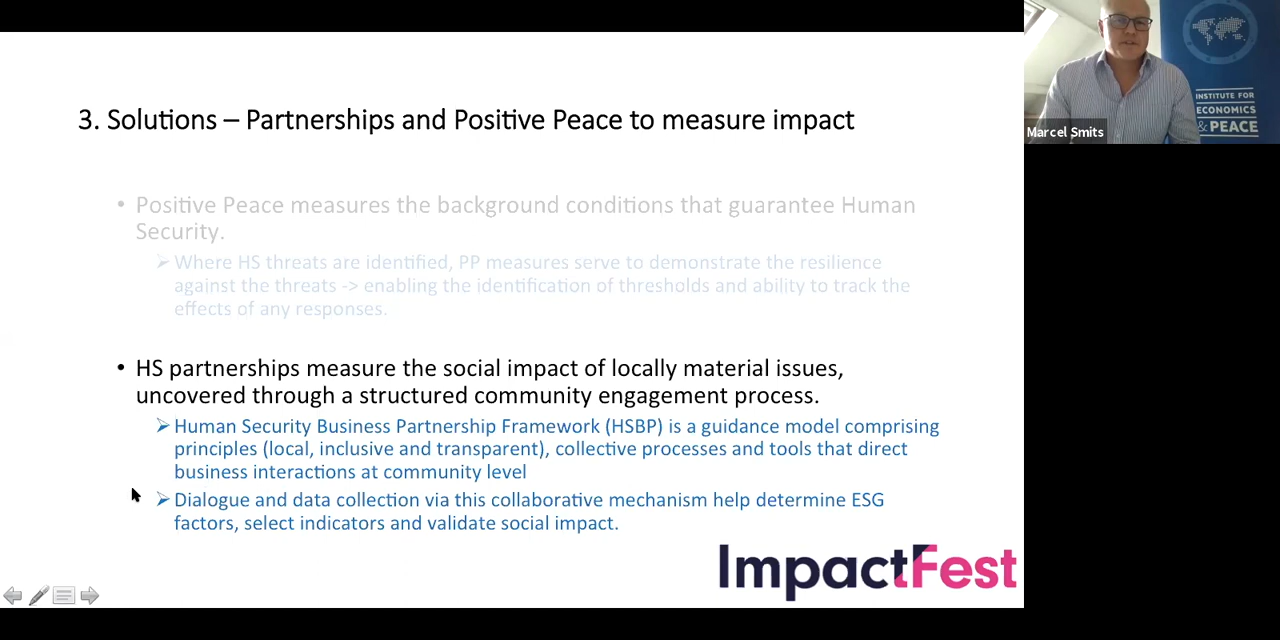 3. Solutions – Partnerships and Positive Peace to measure impact
• Positive Peace measures the background conditions that guarantee Human
Security.
➢ Where HS threats are identified, PP measures serve to demonstrate the resilience
against the threats -> enabling the identification of thresholds and ability to track the
effects of any responses.
• HS partnerships measure the social impact of locally material issues,
uncovered through a structured community engagement process.
➢ Human Security Business Partnership Framework (HSBP) is a guidance model comprising
principles (local, inclusive and transparent), collective processes and tools that direct
business interactions at community level
➢ Dialogue and data collection via this collaborative mechanism help determine ESG
factors, select indicators and validate social impact.
ImpactFest
INSTITUTE FOR
ECONOMICS
& PEACE
Marcel Smits